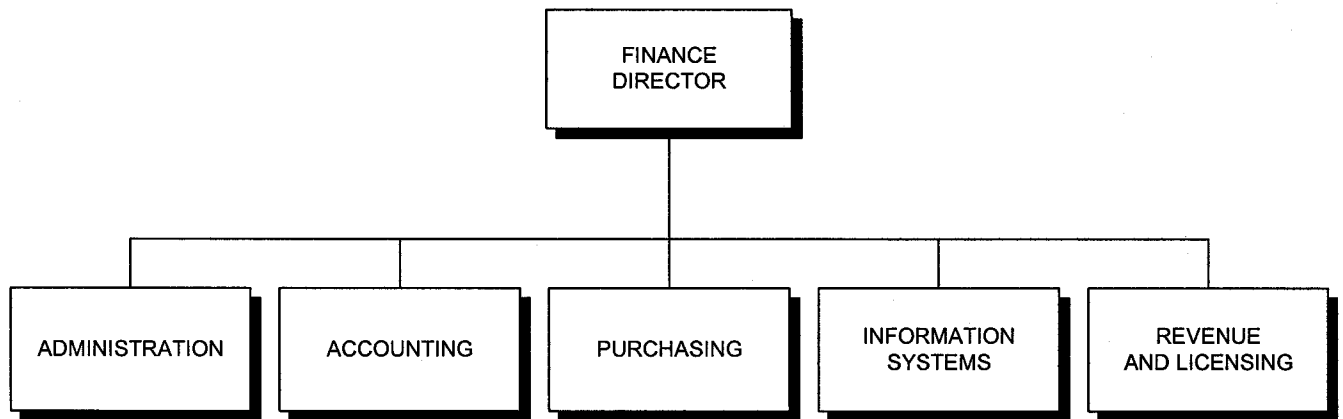 FINANCE
DIRECTOR
ADMINISTRATION
ACCOUNTING
PURCHASING
INFORMATION
SYSTEMS
REVENUE
AND LICENSING